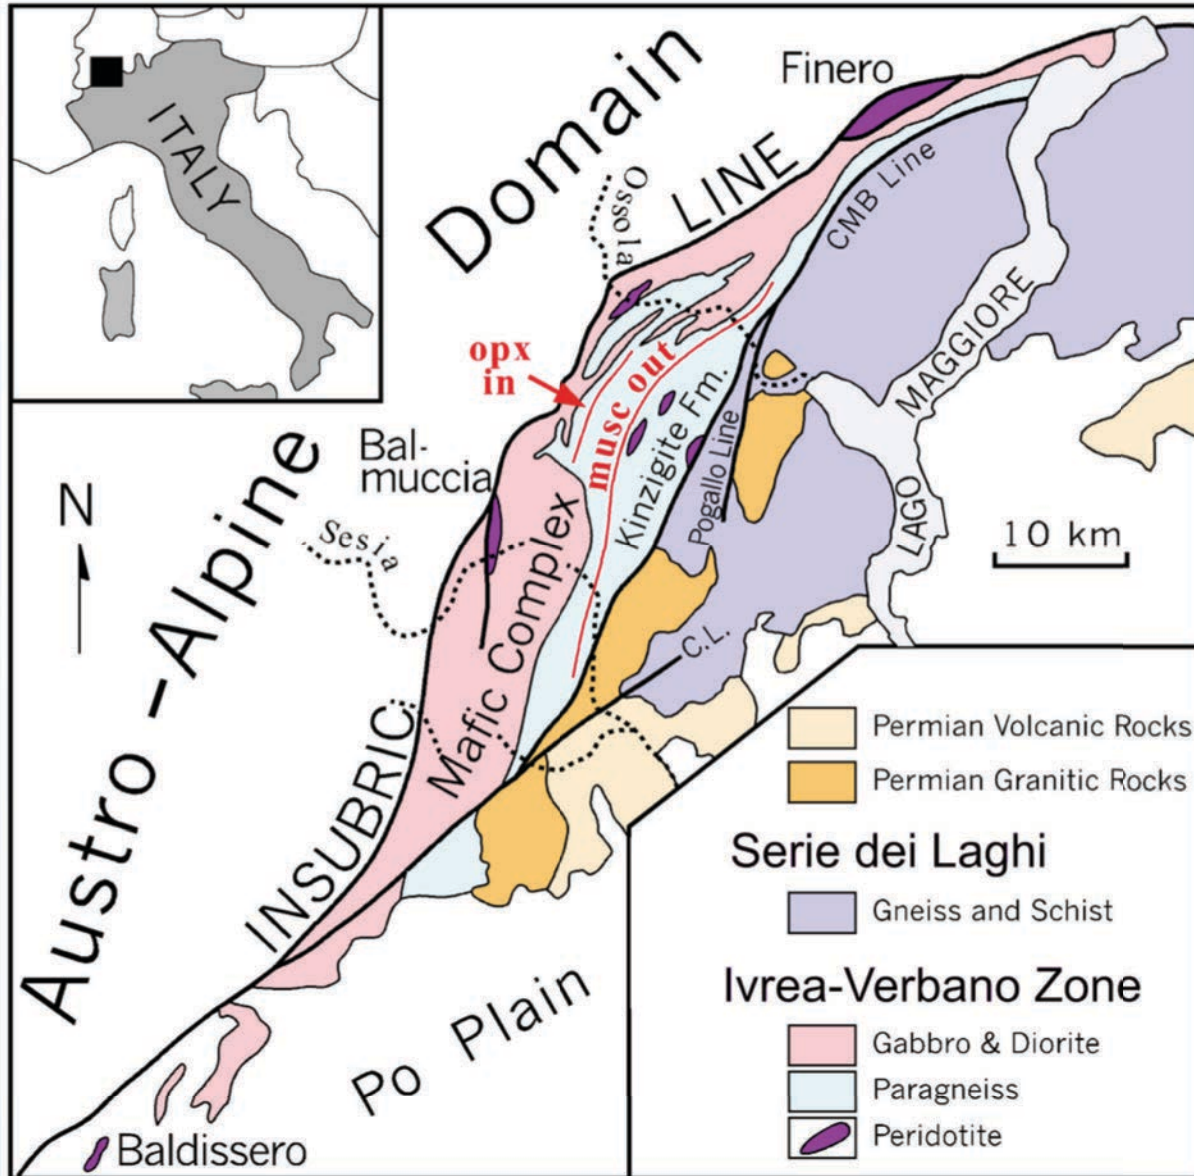 ITALY
Finero
Domain
LINE
Ossola
CMB Line
MAGGIORE
LAGO
opx
in
musc out
Kinzigite Fm.
Pogallo Line
Bal-
muccia
N
Sesia
10 km
Mafic Complex
C.L.
Austro-Alpine
INSUBRIC
Po Plain
Baldissero
Permian Volcanic Rocks
Permian Granitic Rocks
Serie dei Laghi
Gneiss and Schist
Ivrea-Verbano Zone
Gabbro & Diorite
Paragneiss
Peridotite